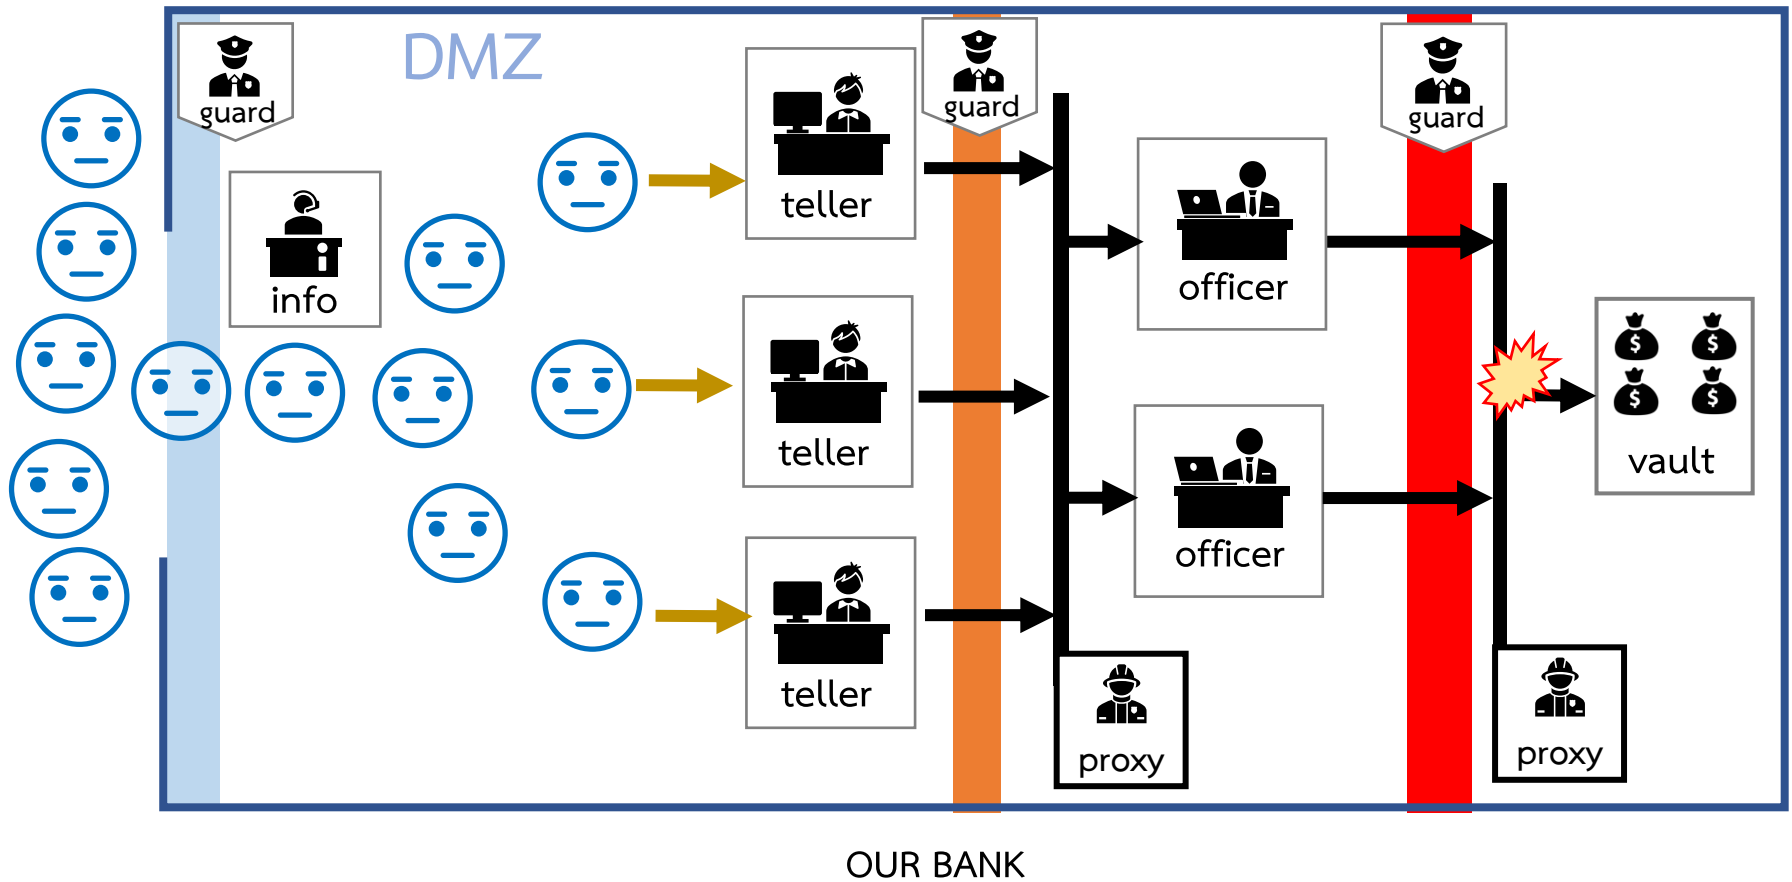 DMZ
guard
guard
guard
teller
info
officer
teller
vault
officer
teller
proxy
proxy
$
$
$
$
i
OUR BANK